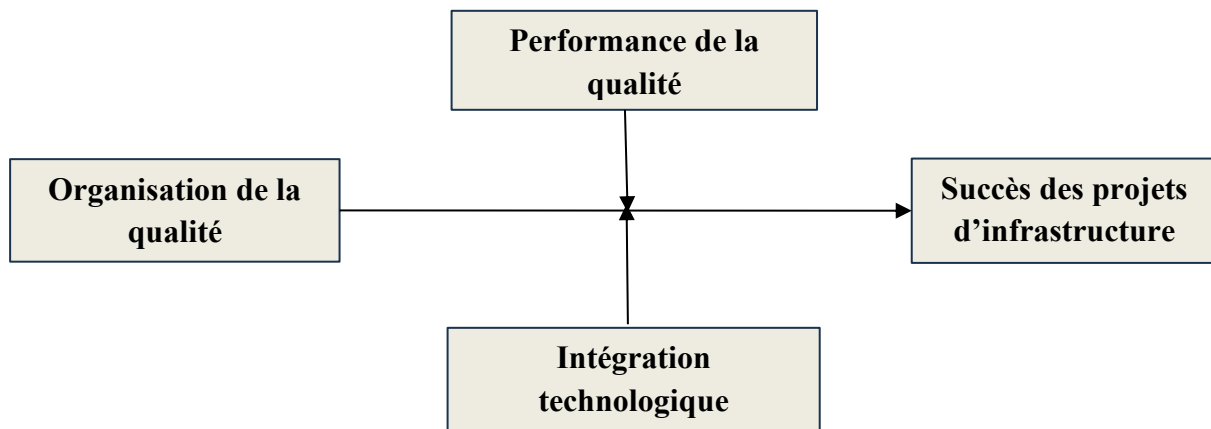 Performance de la
qualité
Organisation de la
qualité
Succès des projets
d’infrastructure
Intégration
technologique